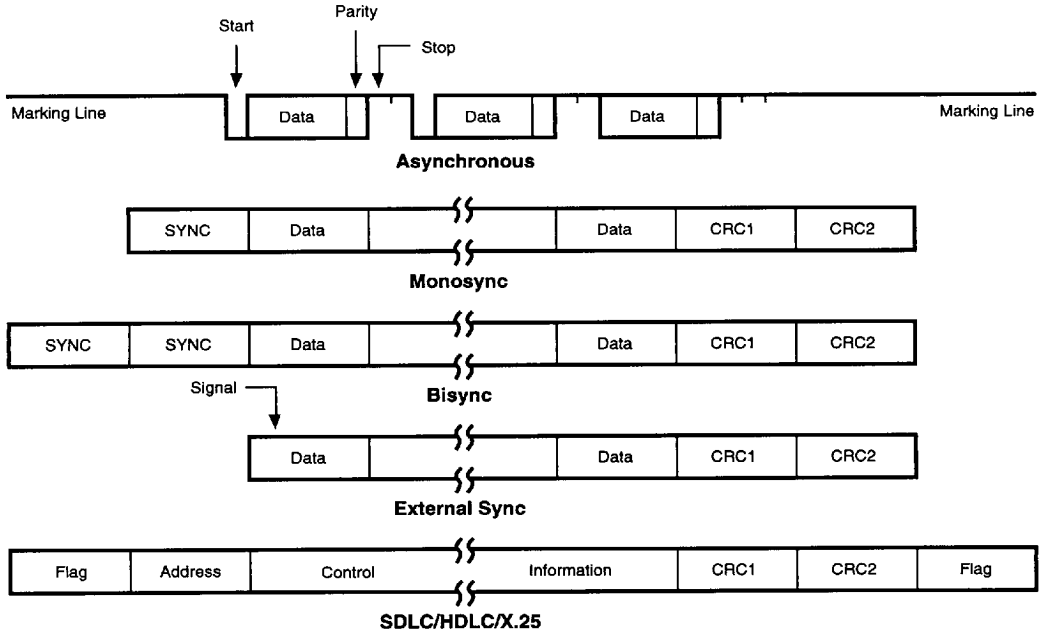 Start
Parity
Stop
Marking Line
Data
Data
Data
Marking Line
Asynchronous
SYNC Data Data CRC1 CRC2
Monosync
SYNC SYNC Data Data CRC1 CRC2
Signal
Bisync
Data Data CRC1 CRC2
External Sync
Flag Address Control Information CRC1 CRC2 Flag
SDLC/HDLC/X.25